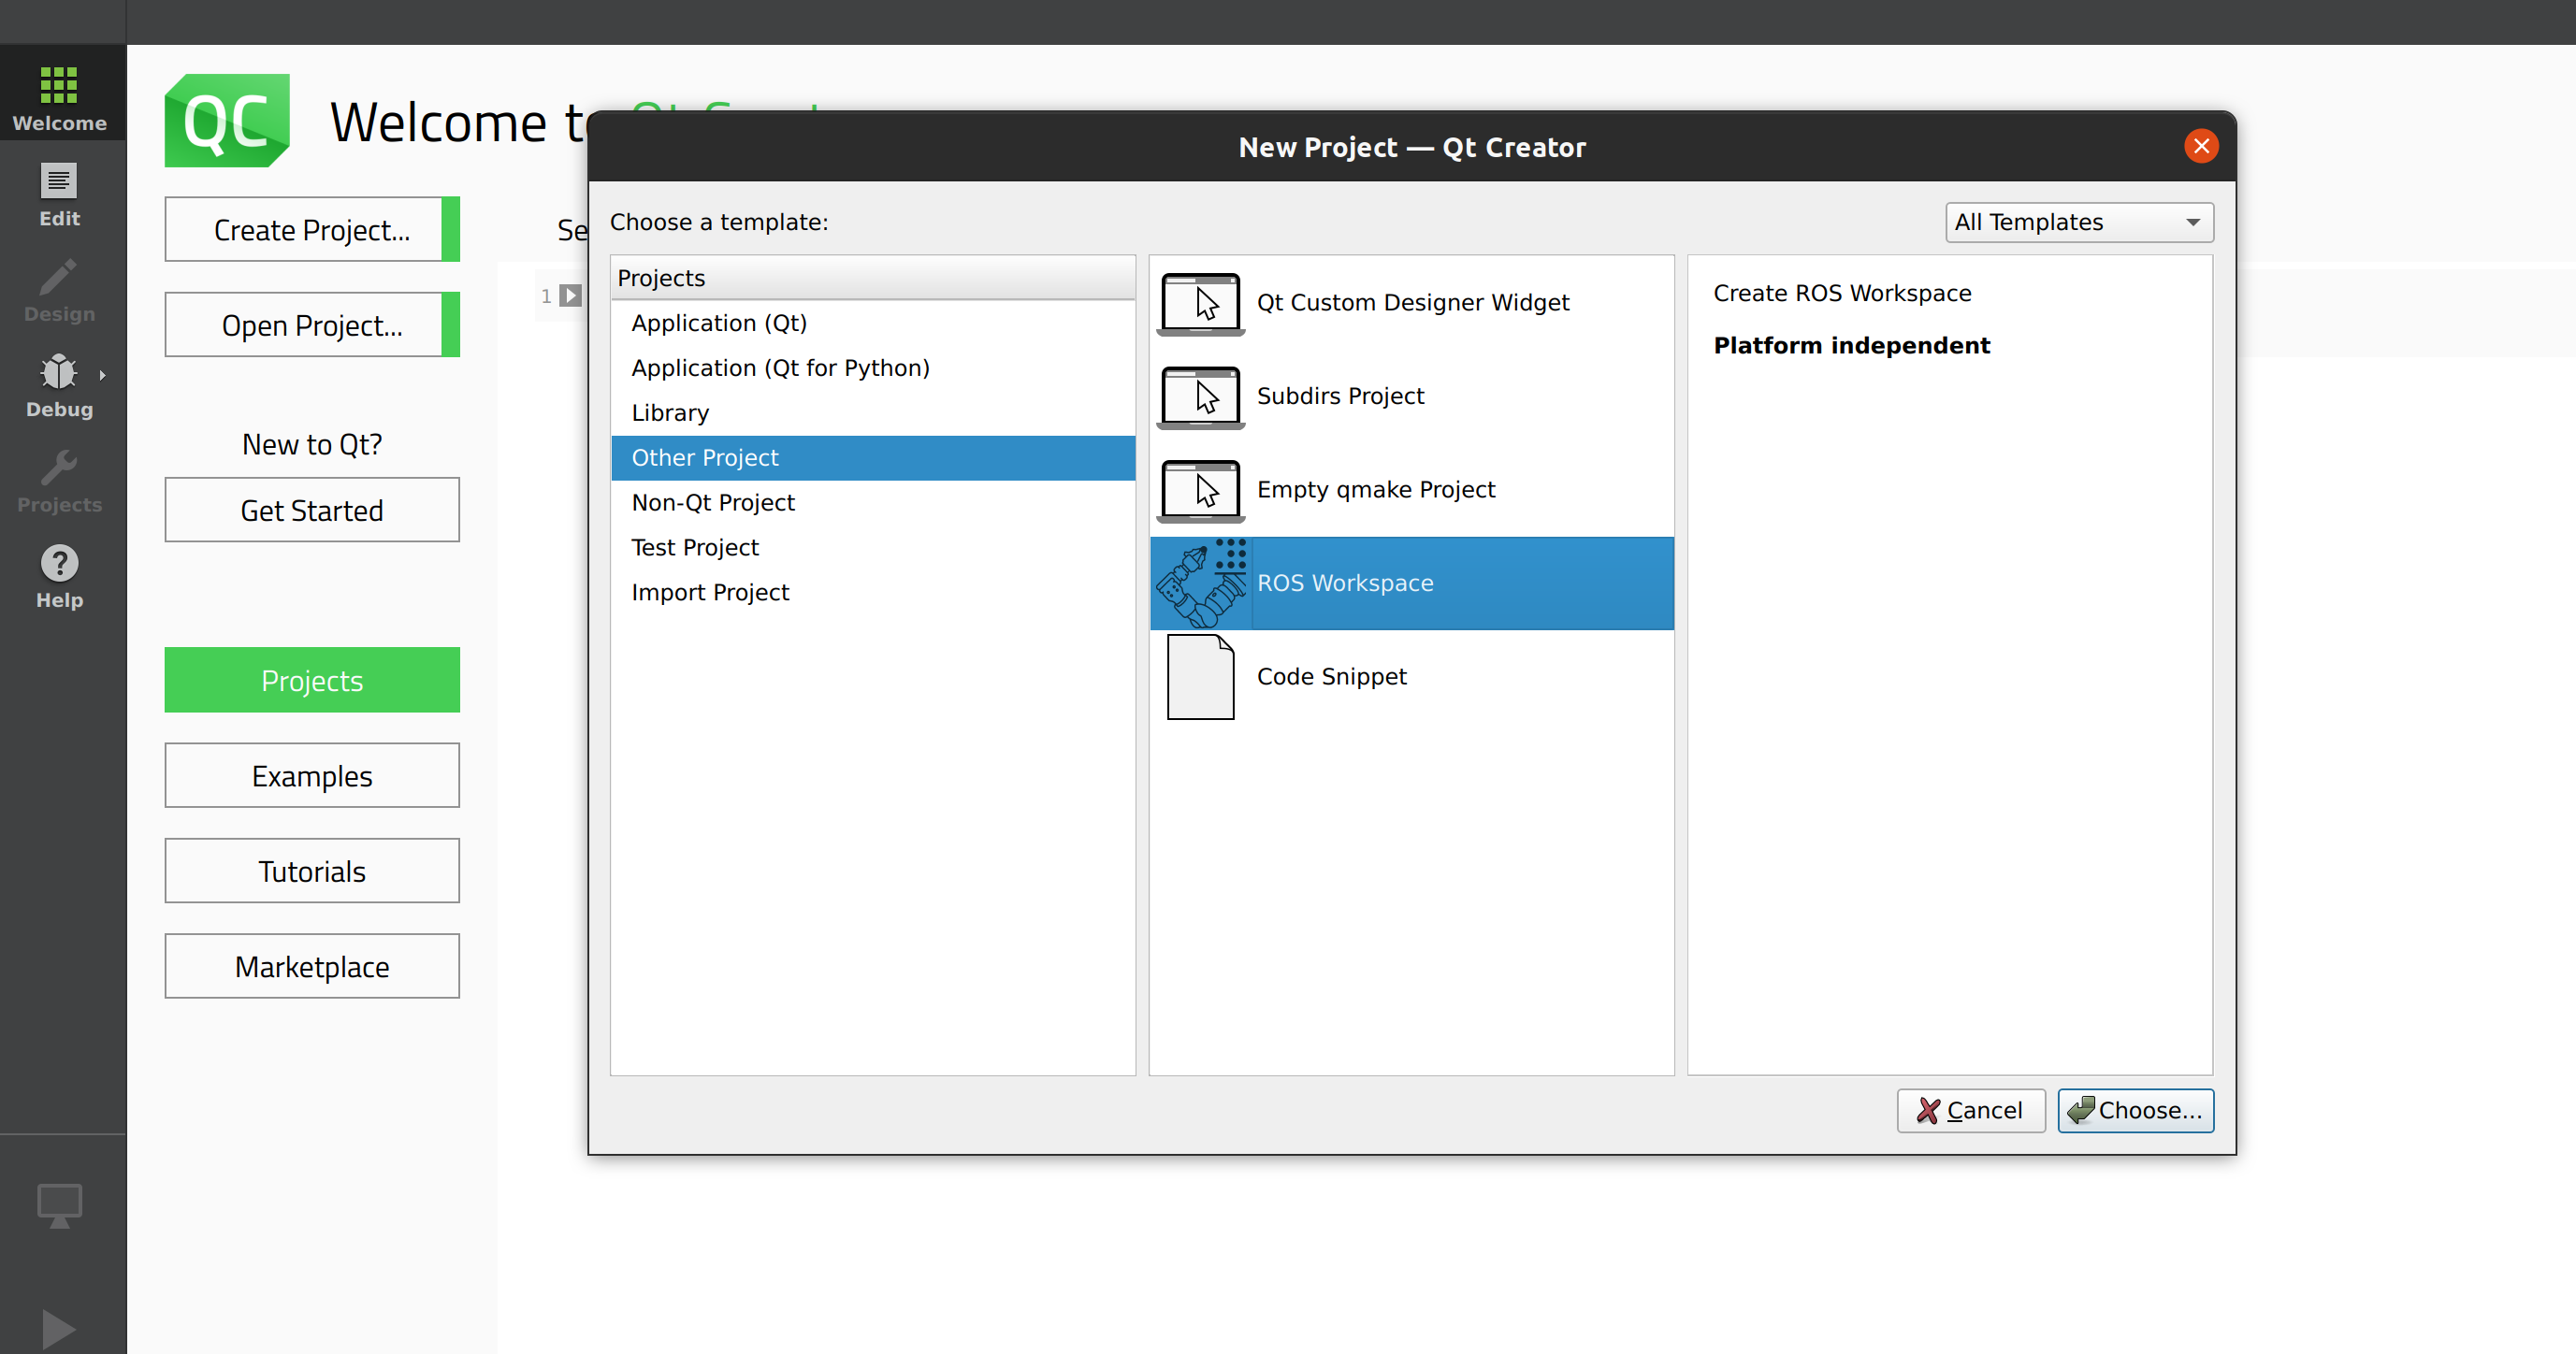 Welcome
Edit
Design
Debug
Projects
Help
QC
Welcome to
Create Project...
Open Project...
New to Qt?
Get Started
Projects
Examples
Tutorials
Marketplace
Se
1
New Project — Qt Creator
Choose a template:
All Templates
Projects
Application (Qt)
Application (Qt for Python)
Library
Other Project
Non-Qt Project
Test Project
Import Project
Qt Custom Designer Widget
Subdirs Project
Empty qmake Project
ROS Workspace
Code Snippet
Create ROS Workspace
Platform independent
Cancel
Choose...